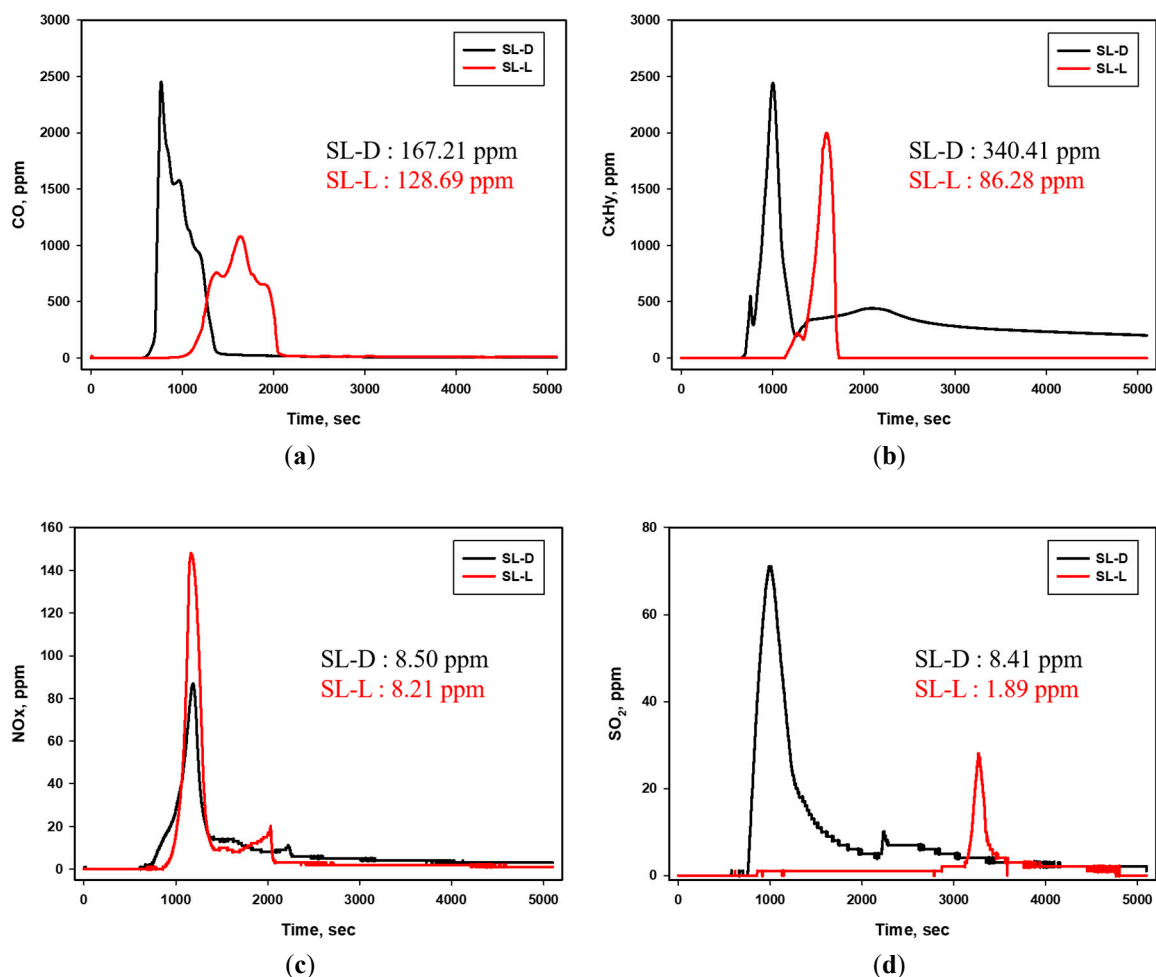 3000
2500
2000
1500
1000
500
0
CO, ppm
SL-D
SL-L
SL-D : 167.21 ppm
SL-L : 128.69 ppm
0 1000 2000 3000 4000 5000
Time, sec
(a)
3000
2500
2000
1500
1000
500
0
CxHy, ppm
SL-D
SL-L
SL-D : 340.41 ppm
SL-L : 86.28 ppm
0 1000 2000 3000 4000 5000
Time, sec
(b)
160
140
120
100
80
60
40
20
0
NOx, ppm
SL-D
SL-L
SL-D : 8.50 ppm
SL-L : 8.21 ppm
0 1000 2000 3000 4000 5000
Time, sec
(c)
80
60
40
20
0
SO₂, ppm
SL-D
SL-L
SL-D : 8.41 ppm
SL-L : 1.89 ppm
0 1000 2000 3000 4000 5000
Time, sec
(d)